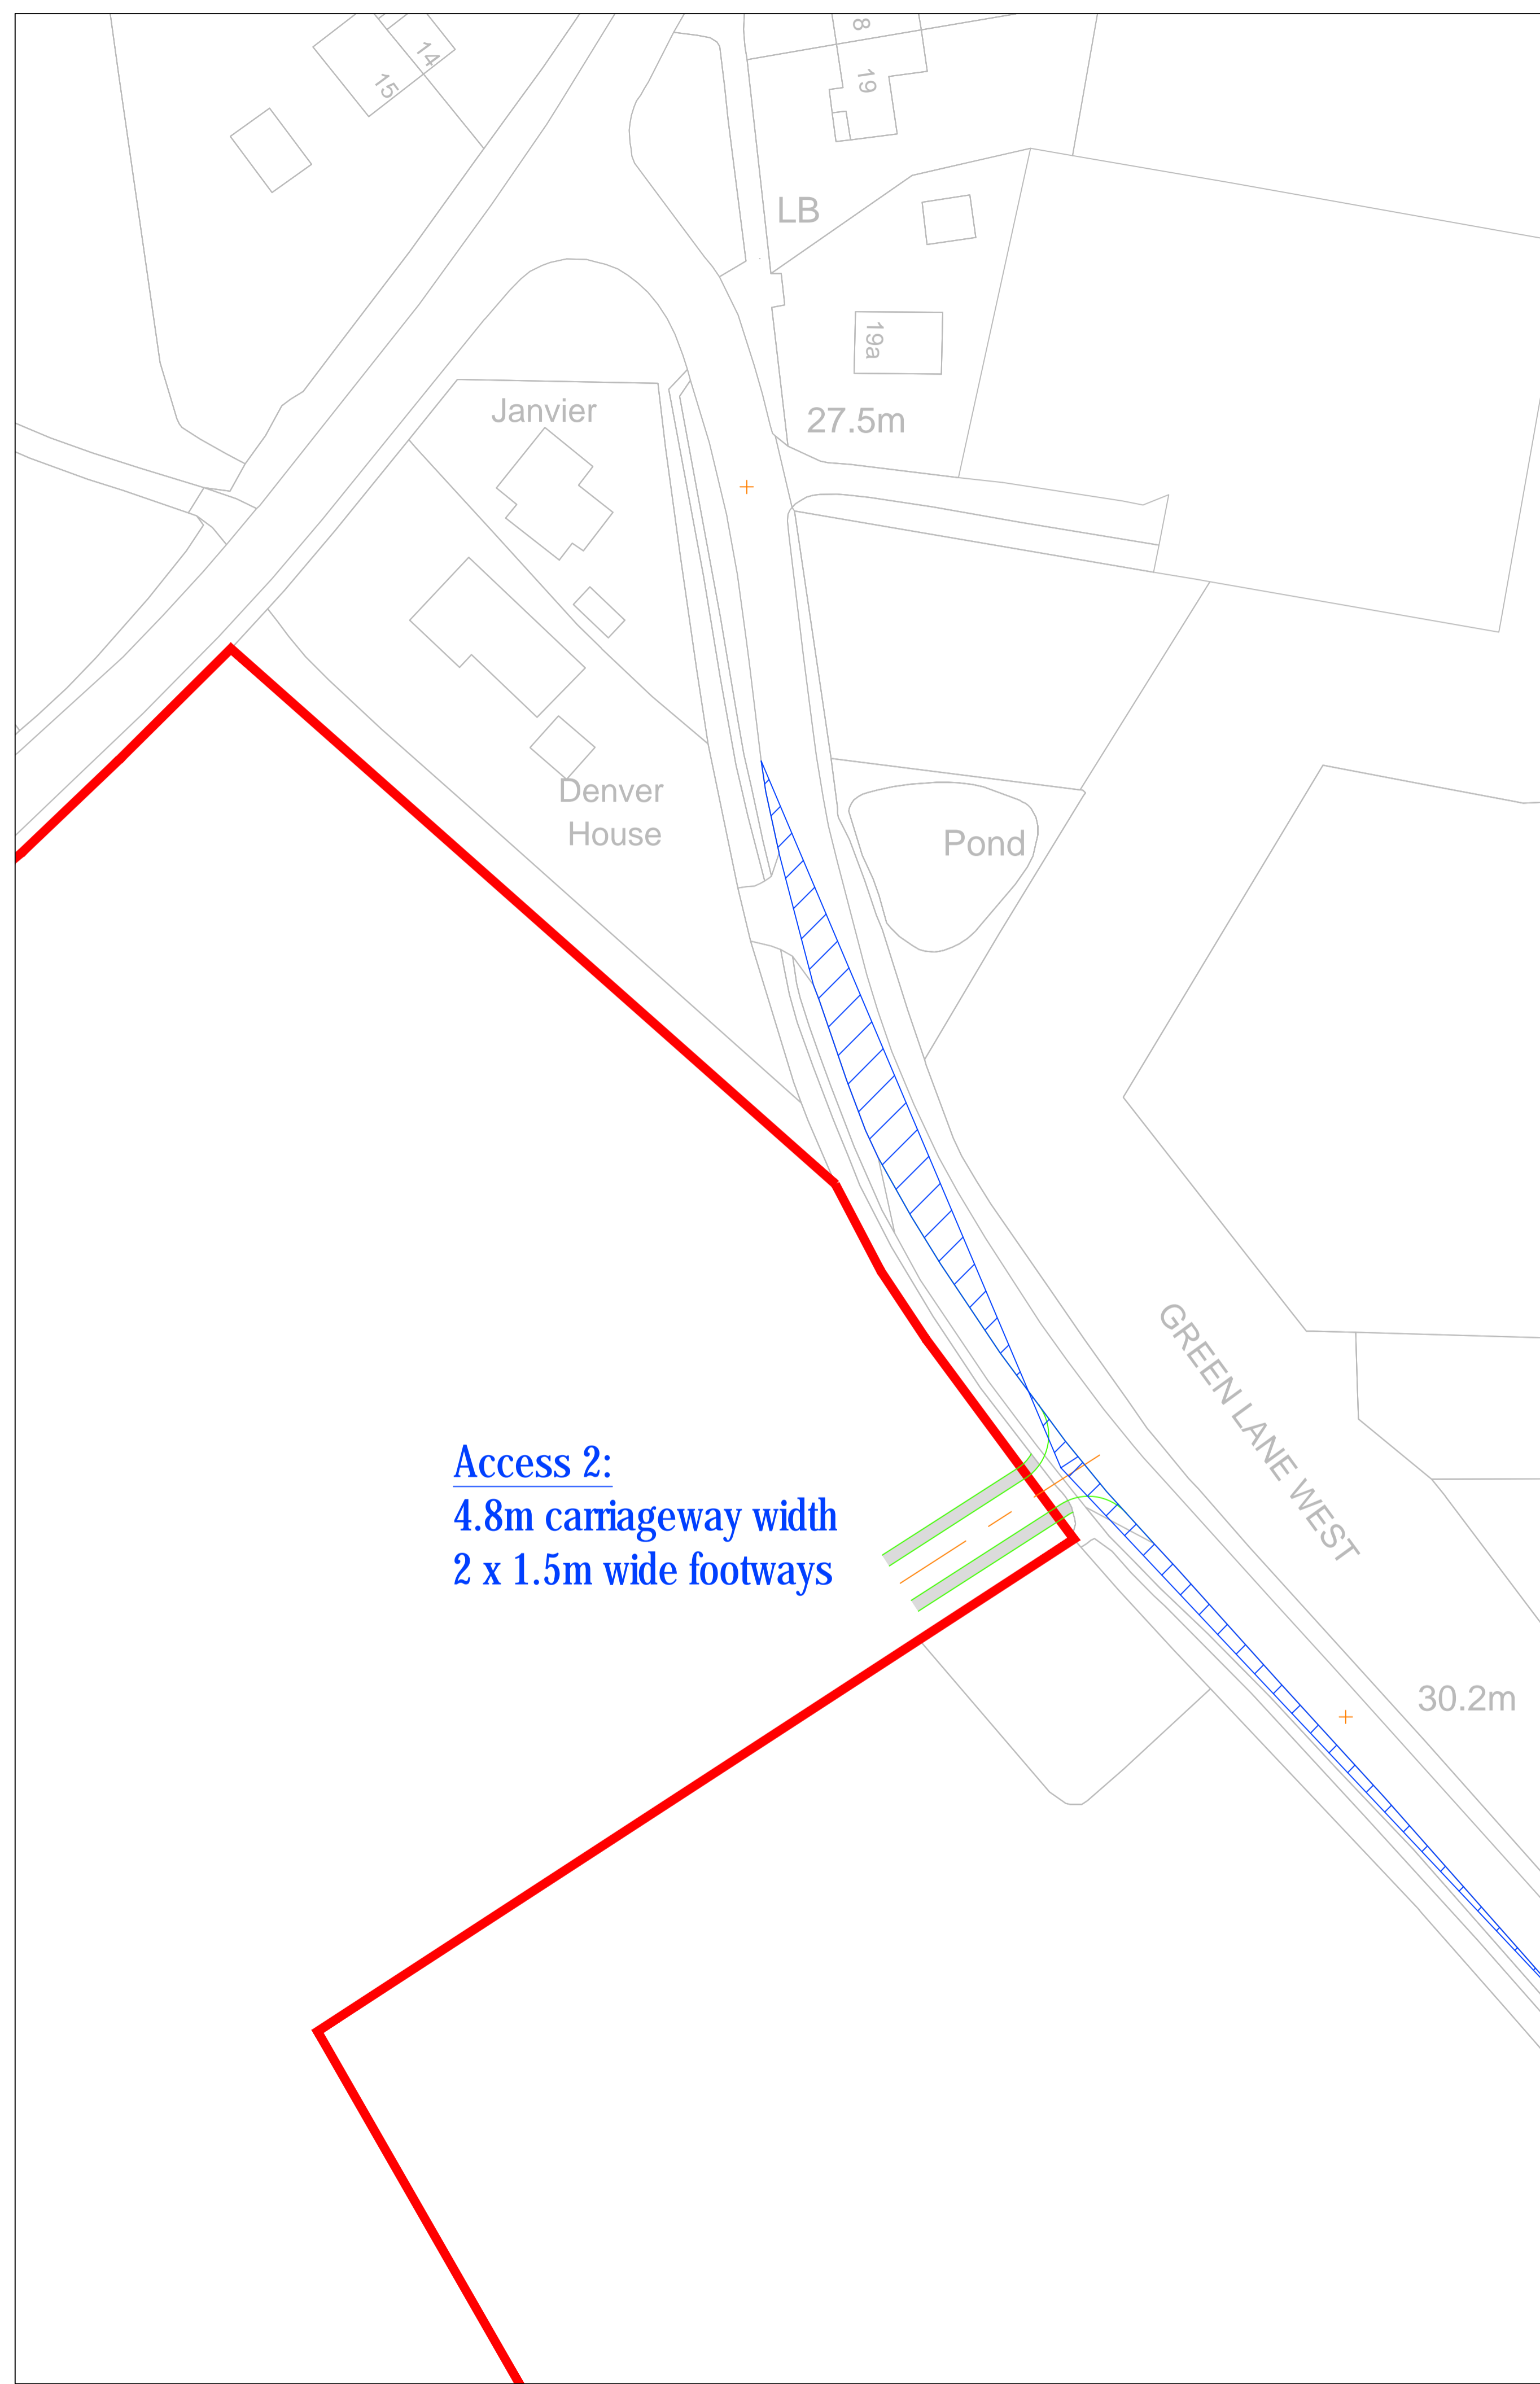 8
14
15
19
LB
19a
Janvier
27.5m
Denver
House
Pond
GREEN LANE WEST
Access 2:
4.8m carriageway width
2 x 1.5m wide footways
30.2m